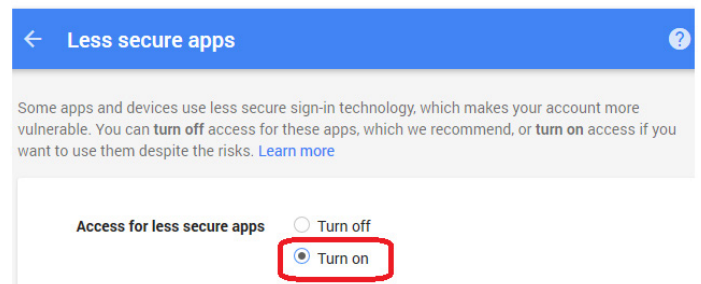 Less secure apps
Some apps and devices use less secure sign-in technology, which makes your account more
vulnerable. You can turn off access for these apps, which we recommend, or turn on access if you
want to use them despite the risks. Learn more
Access for less secure apps
Turn off
Turn on